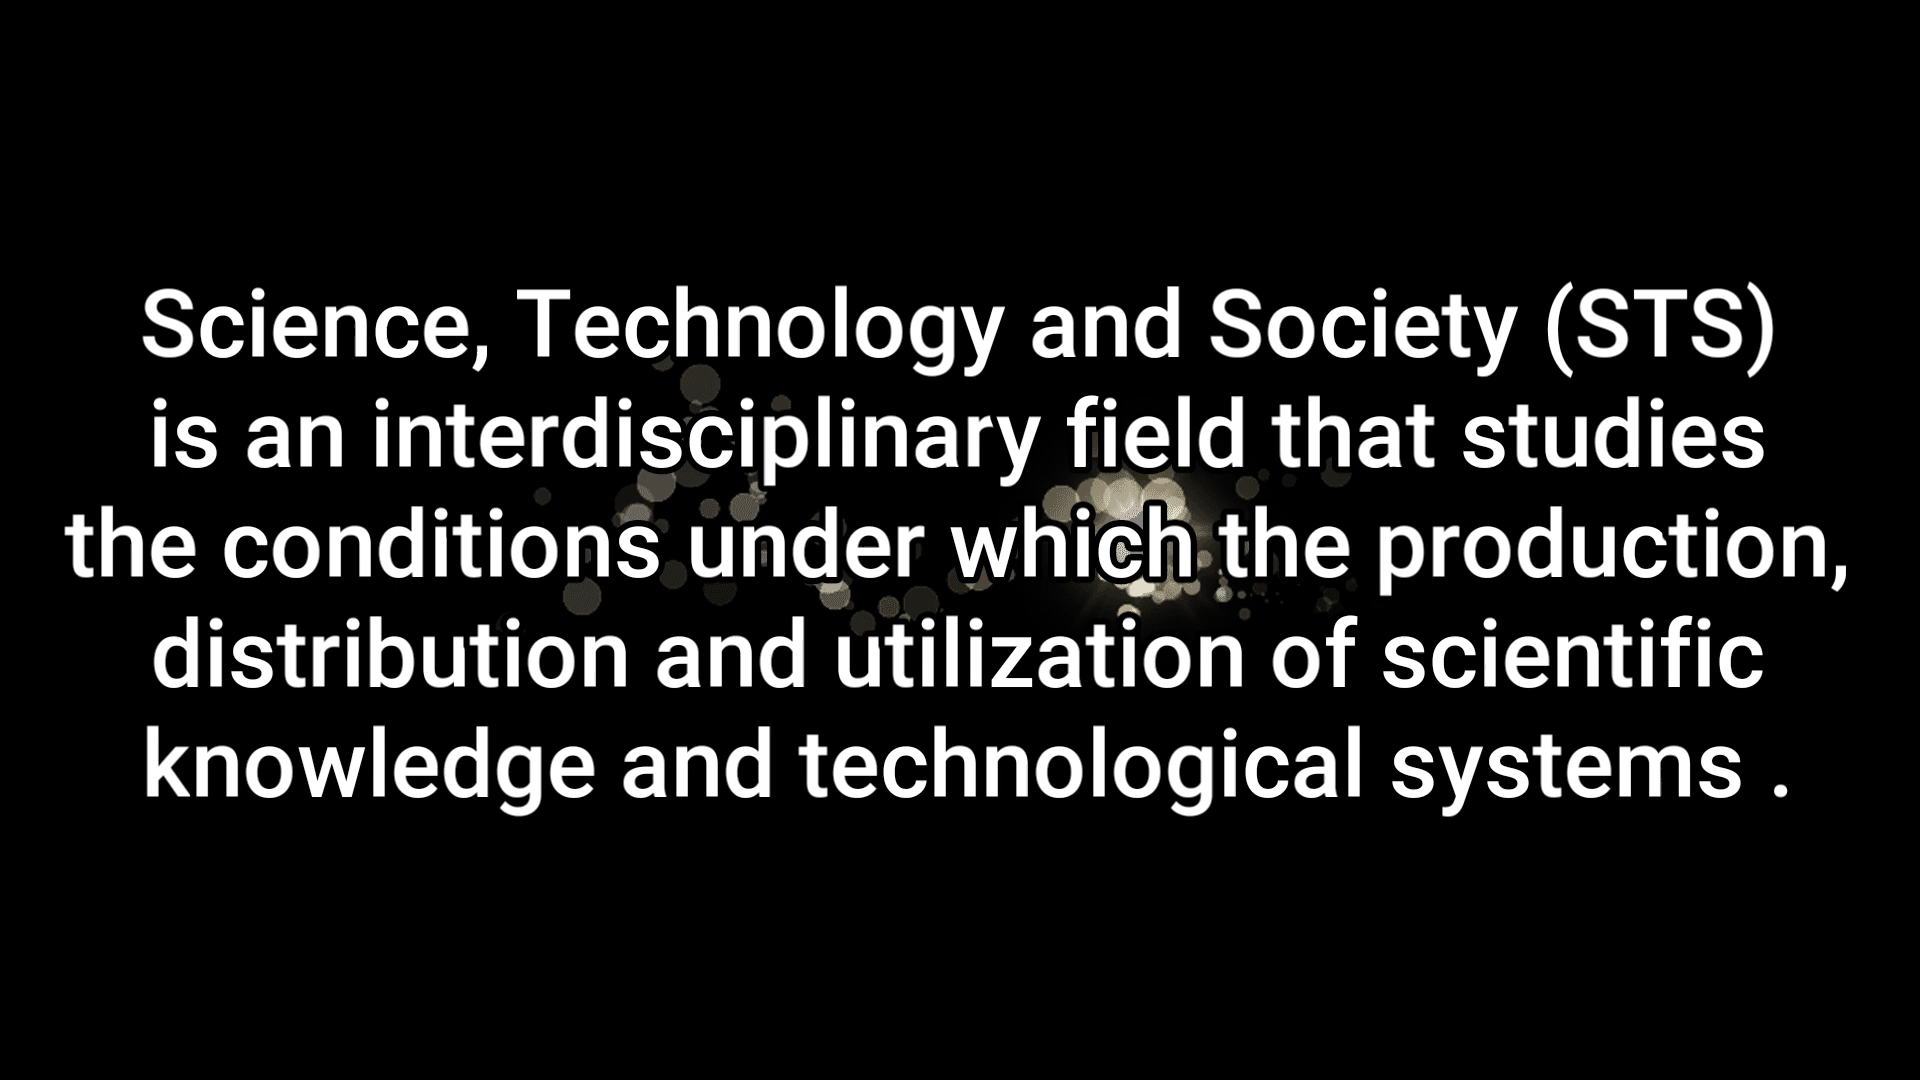 Science, Technology and Society (STS)
is an interdisciplinary field that studies
the conditions under which the production,
distribution and utilization of scientific
knowledge and technological systems .